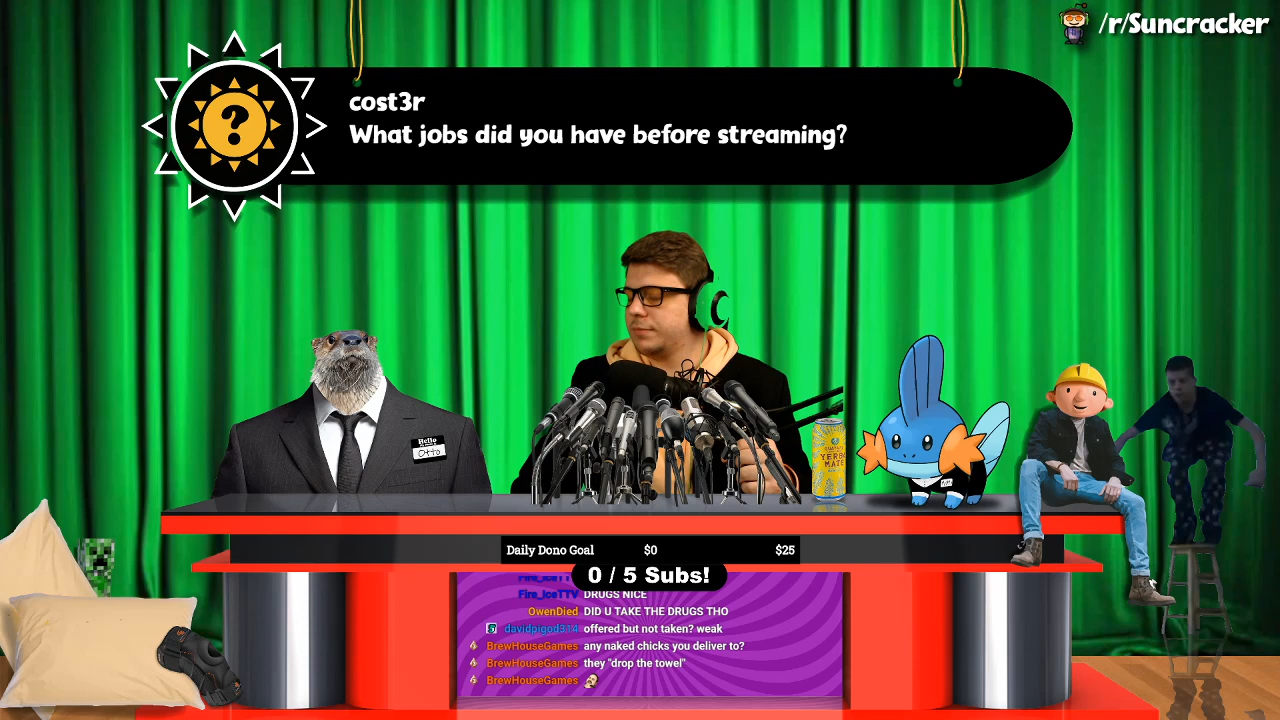 /r/Suncracker
cost3r
What jobs did you have before streaming?
Hello
Otto
YERBA
MATE
Daily Dono Goal $0 $25
0 / 5 Subs!
Fire_IceTTV
Fire_IceTTV DRUGS NICE
OwenDied DID U TAKE THE DRUGS THO
davidpigod314 offered but not taken? weak
BrewHouseGames any naked chicks you deliver to?
BrewHouseGames they "drop the towel"
BrewHouseGames